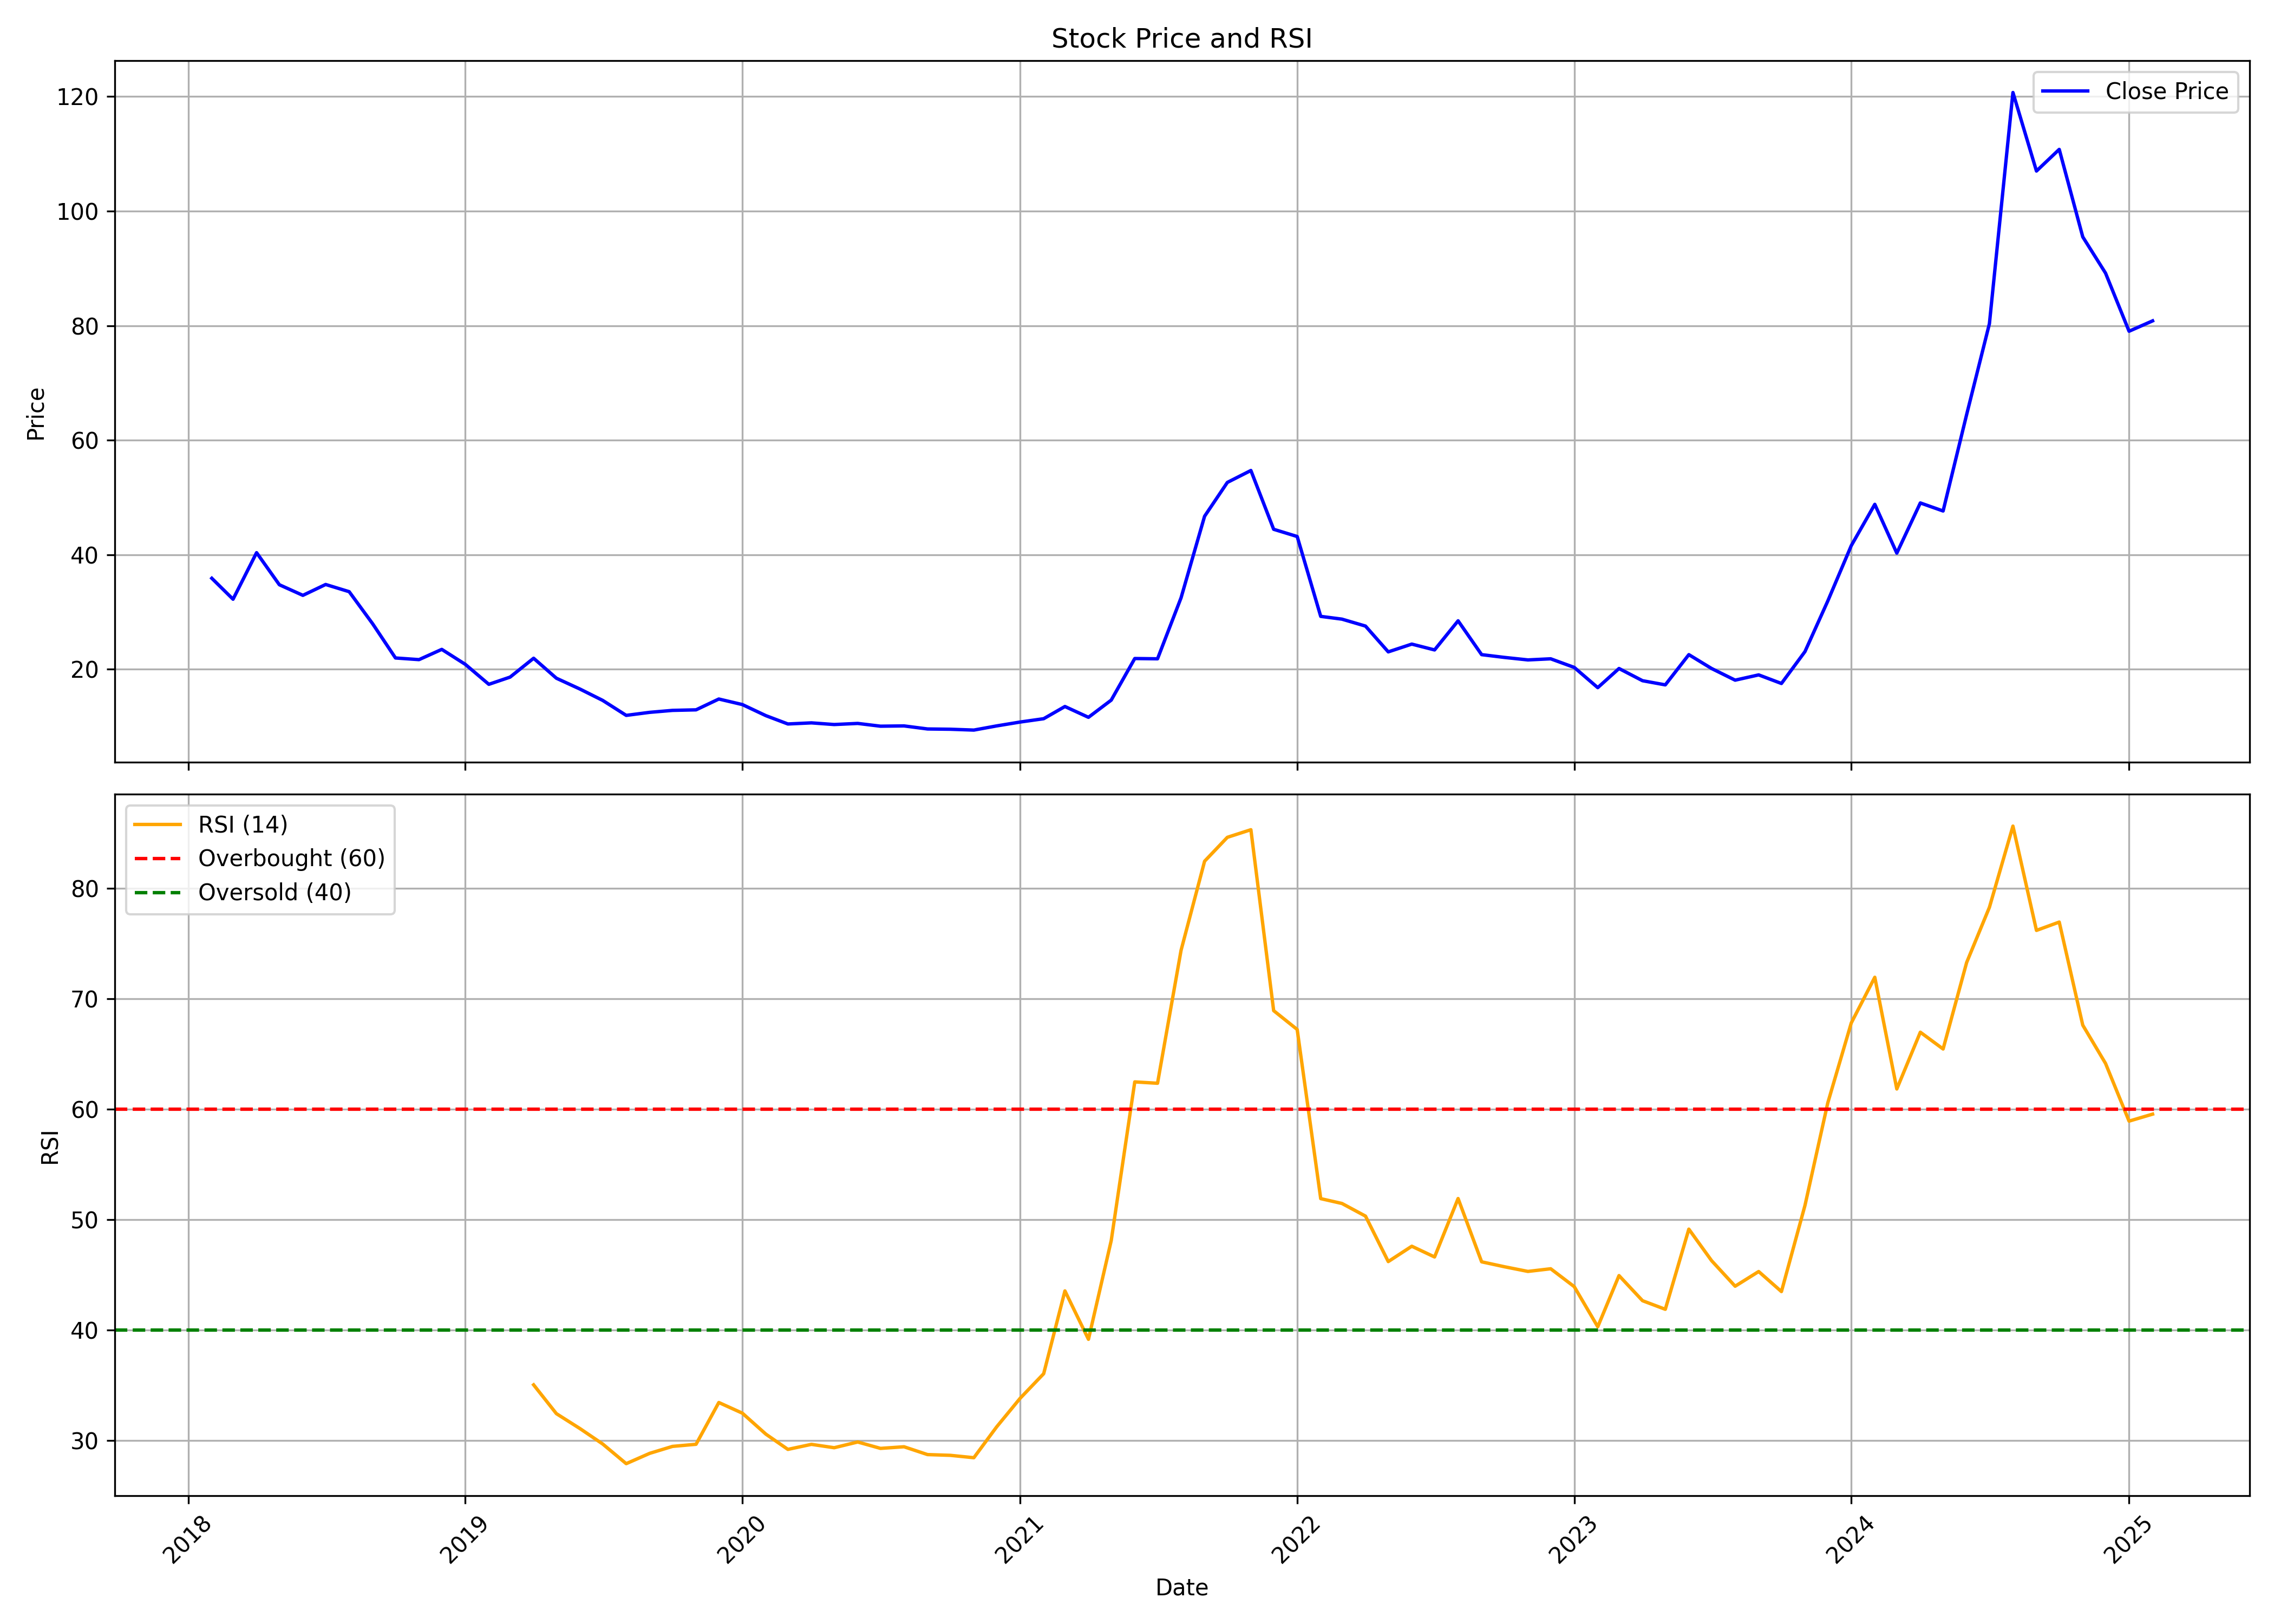 Stock Price and RSI
120
100
80
60
40
20
Price
Close Price
RSI (14)
Overbought (60)
Oversold (40)
80
70
60
50
40
30
RSI
2018
2019
2020
2021
2022
2023
2024
2025
Date